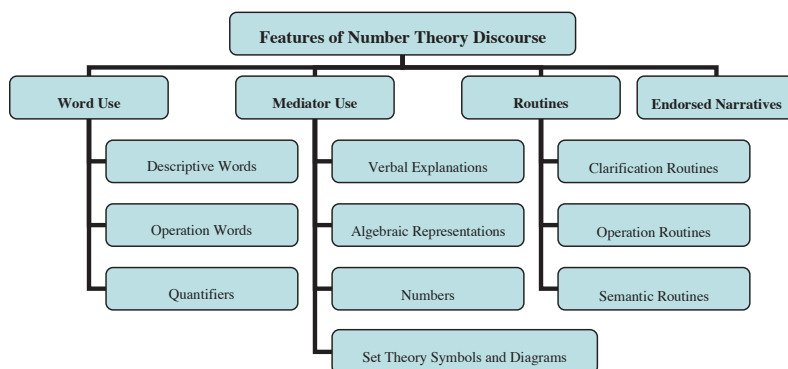 Features of Number Theory Discourse
Word Use
Mediator Use
Routines
Endorsed Narratives
Descriptive Words
Verbal Explanations
Clarification Routines
Operation Words
Algebraic Representations
Operation Routines
Quantifiers
Numbers
Semantic Routines
Set Theory Symbols and Diagrams